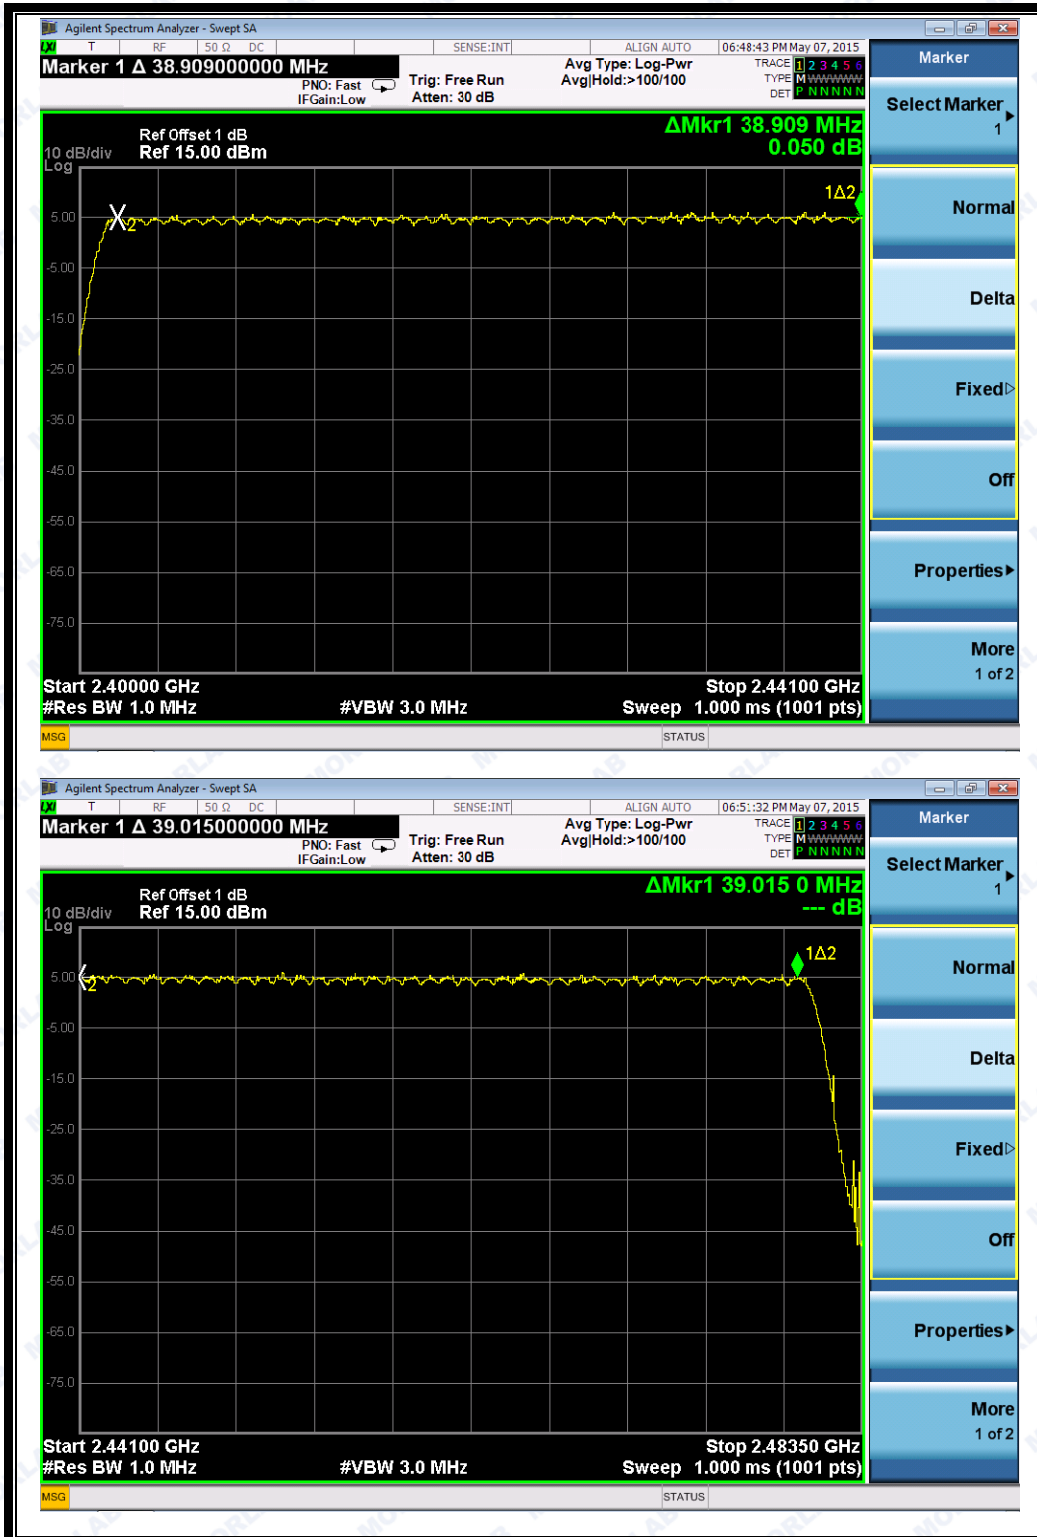 Agilent Spectrum Analyzer - Swept SA
LXI T RF 50 Ω DC SENSE:INT ALIGN AUTO 06:48:43 PM May 07, 2015
Marker 1 Δ 38.909000000 MHz
PNO: Fast
IFGain:Low
Trig: Free Run
Atten: 30 dB
Avg Type: Log-Pwr
Avg|Hold:>100/100
TRACE 1 2 3 4 5 6
TYPE M WWWWW
DET P N N N N N
ΔMkr1 38.909 MHz
0.050 dB
Ref Offset 1 dB
10 dB/div Ref 15.00 dBm
Log
5.00
-5.00
-15.0
-25.0
-35.0
-45.0
-55.0
-65.0
-75.0
2
1Δ2
Start 2.40000 GHz Stop 2.44100 GHz
#Res BW 1.0 MHz #VBW 3.0 MHz Sweep 1.000 ms (1001 pts)
MSG STATUS
Marker
Select Marker
1
Normal
Delta
Fixed
Off
Properties
More
1 of 2
Agilent Spectrum Analyzer - Swept SA
LXI T RF 50 Ω DC SENSE:INT ALIGN AUTO PM May 07, 2015
Marker 1 Δ 39.015000000 MHz
PNO: Fast
IFGain:Low
Trig: Free Run
Atten: 30 dB
Avg Type: Log-Pwr
Avg|Hold:>100/100
TRACE 1 2 3 4 5 6
TYPE M WWWWW
DET P N N N N N
ΔMkr1 39.015 0 MHz
--- dB
Ref Offset 1 dB
10 dB/div Ref 15.00 dBm
Log
5.00
-5.00
-15.0
-25.0
-35.0
-45.0
-55.0
-65.0
-75.0
2
1Δ2
Start 2.44100 GHz Stop 2.48350 GHz
#Res BW 1.0 MHz #VBW 3.0 MHz Sweep 1.000 ms (1001 pts)
MSG STATUS
Marker
Select Marker
1
Normal
Delta
Fixed
Off
Properties
More
1 of 2